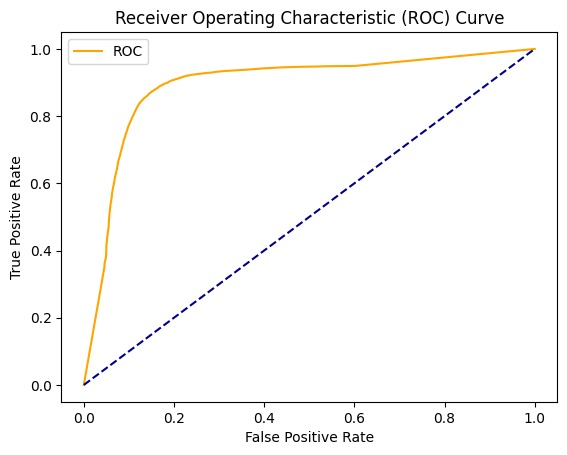 Receiver Operating Characteristic (ROC) Curve
ROC
1.0
0.8
0.6
0.4
0.2
0.0
True Positive Rate
0.0 0.2 0.4 0.6 0.8 1.0
False Positive Rate